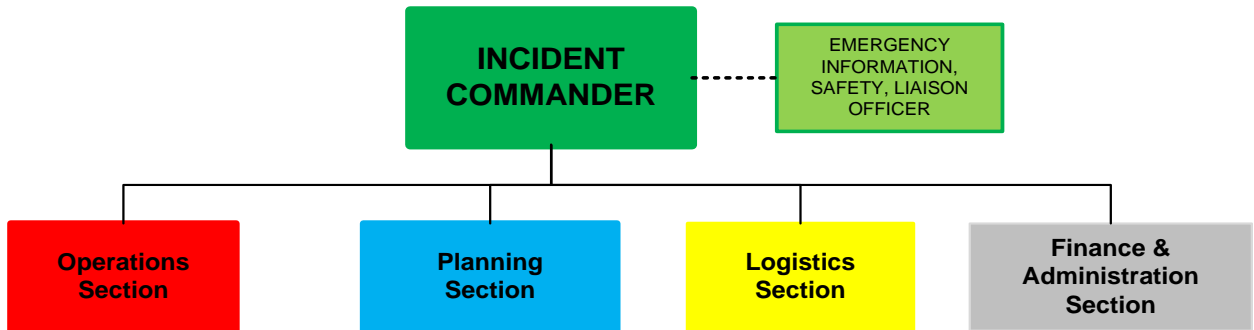 INCIDENT
COMMANDER
EMERGENCY
INFORMATION,
SAFETY, LIAISON
OFFICER
Operations
Section
Planning
Section
Logistics
Section
Finance &
Administration
Section